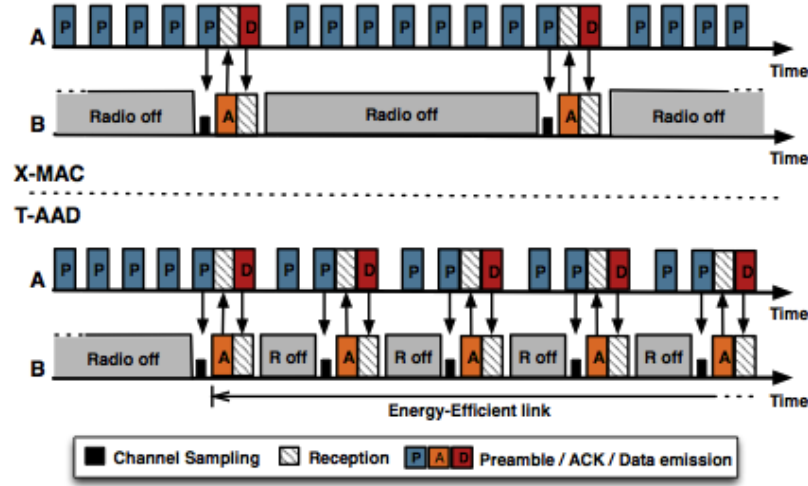 P P P P P D P P P P P P P P D P P P P
A
Time
Radio off A Radio off A Radio off
B
Time
X-MAC
T-AAD
P P P P P D P P D P P D P P D P P D
A
Time
Radio off A R off A R off A R off A R off A
B
Time
Energy-Efficient link
Channel Sampling Reception P A D Preamble / ACK / Data emission